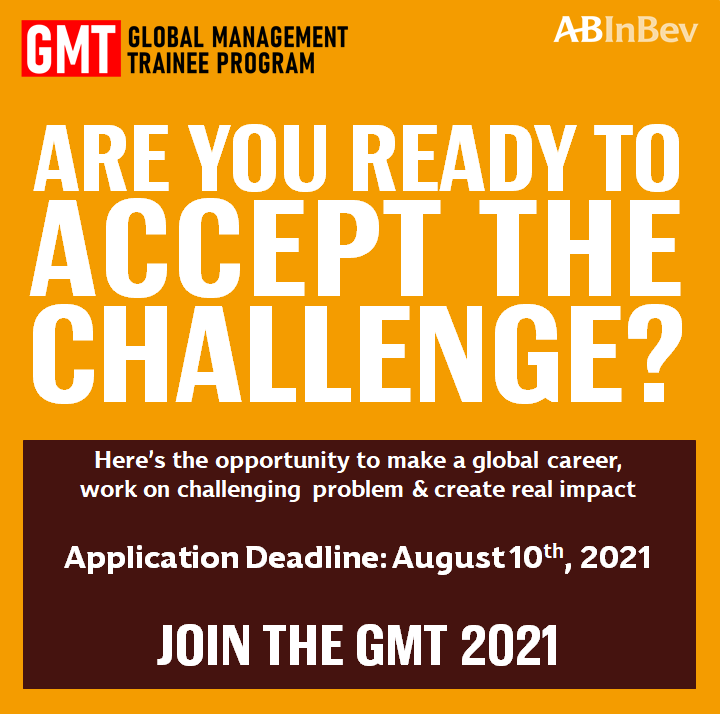 GMT GLOBAL MANAGEMENT
TRAINEE PROGRAM
ABInBev
ARE YOU READY TO
ACCEPT THE
CHALLENGE?
Here's the opportunity to make a global career,
work on challenging problem & create real impact
Application Deadline: August 10th, 2021
JOIN THE GMT 2021